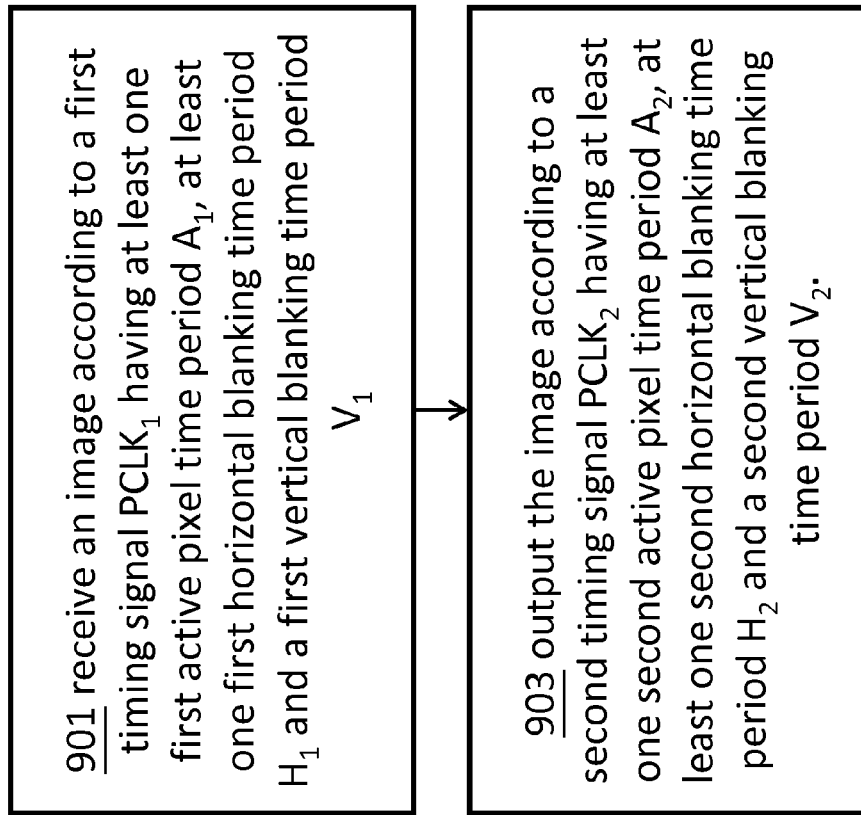 901 receive an image according to a first
timing signal PCLK₁ having at least one
first active pixel time period A₁, at least
one first horizontal blanking time period
H₁ and a first vertical blanking time period
V₁
903 output the image according to a
second timing signal PCLK₂ having at least
one second active pixel time period A₂, at
least one second horizontal blanking time
period H₂ and a second vertical blanking
time period V₂.